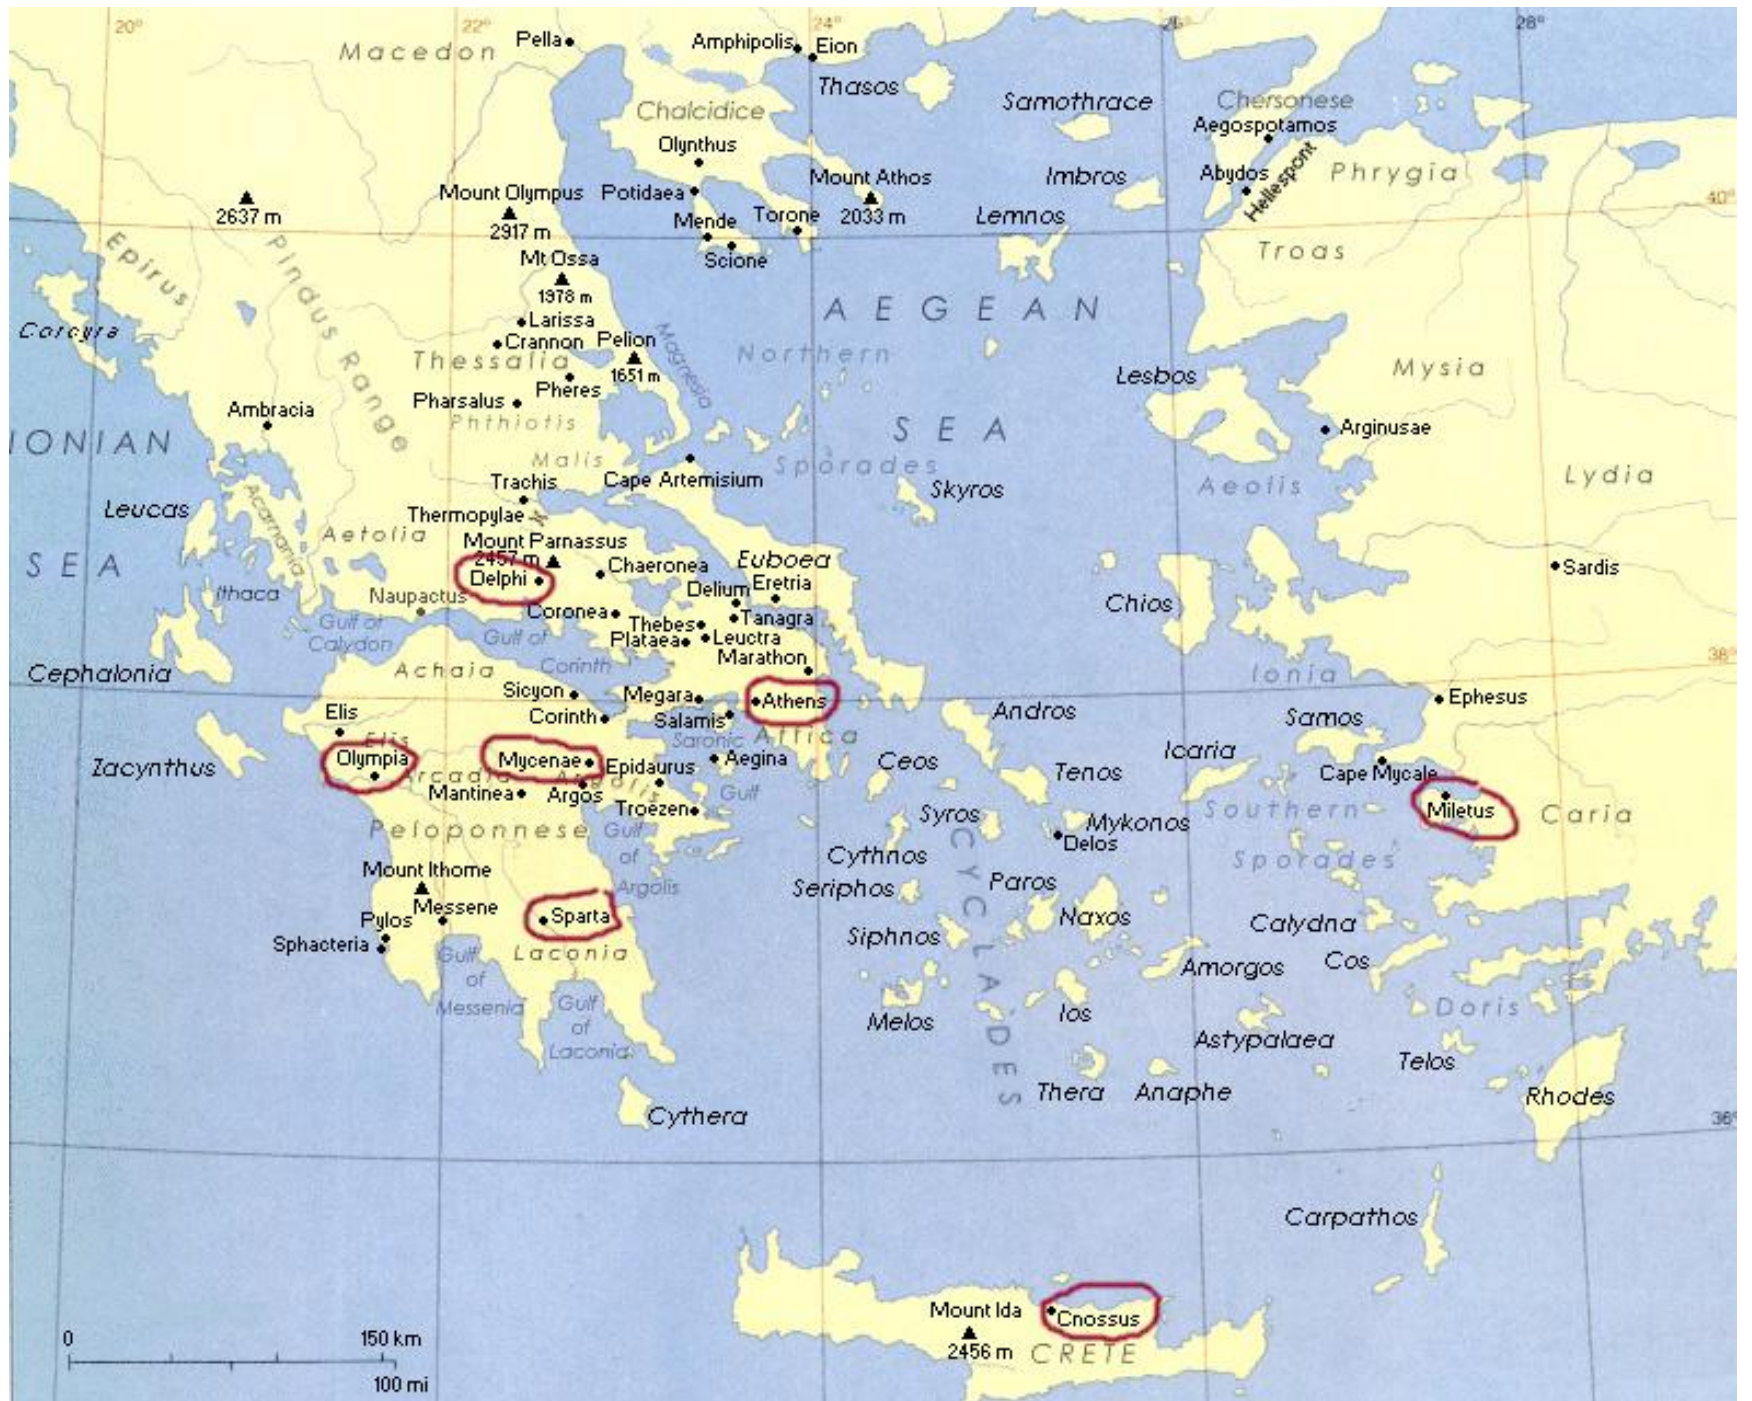 20°
22°
24°
26°
28°
Macedon
Pella
Amphipolis
Eion
Thasos
Samothrace
Chersonese
Aegospotamos
Chalcidice
Olynthus
Mount Olympus
2917 m
2637 m
Potidaea
Mount Athos
2033 m
Imbros
Abydos
Hellespont
Phrygia
40°
Mende
Torone
Scione
Lemnos
Troas
Epirus
Pindus Range
Mt Ossa
1978 m
Corcyra
Larissa
Crannon
Pelion
1651 m
Magnesia
AEGEAN
SEA
Northern
Sporades
Thessalia
Pheres
Pharsalus
Phthiotis
Lesbos
Mysia
Ambracia
IONIAN
SEA
Arginusae
Malis
Cape Artemisium
Skyros
Aeolis
Lydia
Trachis
Leucas
Acarnania
Thermopylae
Aetolia
Mount Parnassus
2457 m
Delphi
Chaeronea
Euboea
Delium
Eretria
Sardis
Ithaca
Naupactus
Coronea
Thebes
Tanagra
Chios
Gulf of
Calydon
Gulf of
Corinth
Plataea
Leuctra
Marathon
38°
Cephalonia
Achaia
Ionia
Sicyon
Megara
Athens
Ephesus
Elis
Corinth
Salamis
Andros
Samos
Elis
Saronic
Gulf
Attica
Icaria
Zacynthus
Olympia
Mycenae
Epidaurus
Aegina
Ceos
Tenos
Cape Mycale
Arcadia
Argolis
Mantinea
Argos
Troezen
Syros
Mykonos
Southern
Sporades
Miletus
Caria
Peloponnese
Gulf
of
Argolis
CYCLADES
Delos
Cythnos
Mount Ithome
Seriphos
Paros
Pylos
Messene
Sparta
Naxos
Calydna
Sphacteria
Siphnos
Laconia
Gulf
of
Messenia
Amorgos
Cos
Gulf
of
Laconia
Melos
Ios
Doris
Astypalaea
Telos
Thera
Anaphe
Rhodes
Cythera
36°
Carpathos
Mount Ida
2456 m
Cnossus
CRETE
0
150 km
100 mi